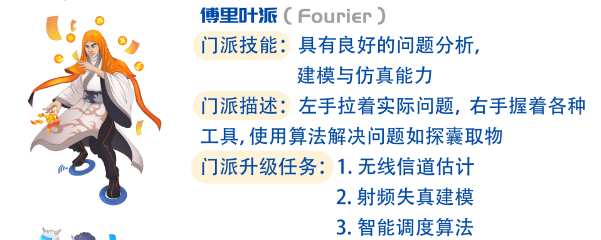 傅里叶派（Fourier）
门派技能：具有良好的问题分析，
建模与仿真能力
门派描述：左手拉着实际问题，右手握着各种
工具，使用算法解决问题如探囊取物
门派升级任务：1. 无线信道估计
2. 射频失真建模
3. 智能调度算法